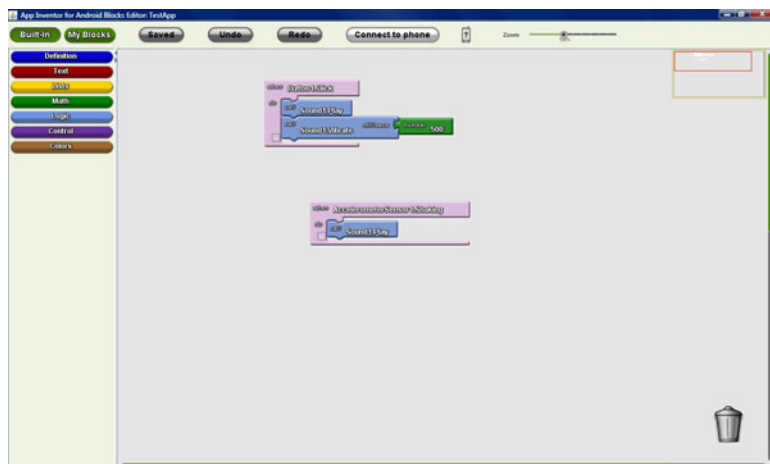 App Inventor for Android Blocks Editor: TestApp
Built-In My Blocks Saved Undo Redo Connect to phone ? Zoom
Definition
Text
Lists
Math
Logic
Control
Colors
when Button1.Click
do call Sound1.Play
call Sound1.Vibrate millisecs number 500
when AccelerometerSensor1.Shaking
do call Sound1.Play